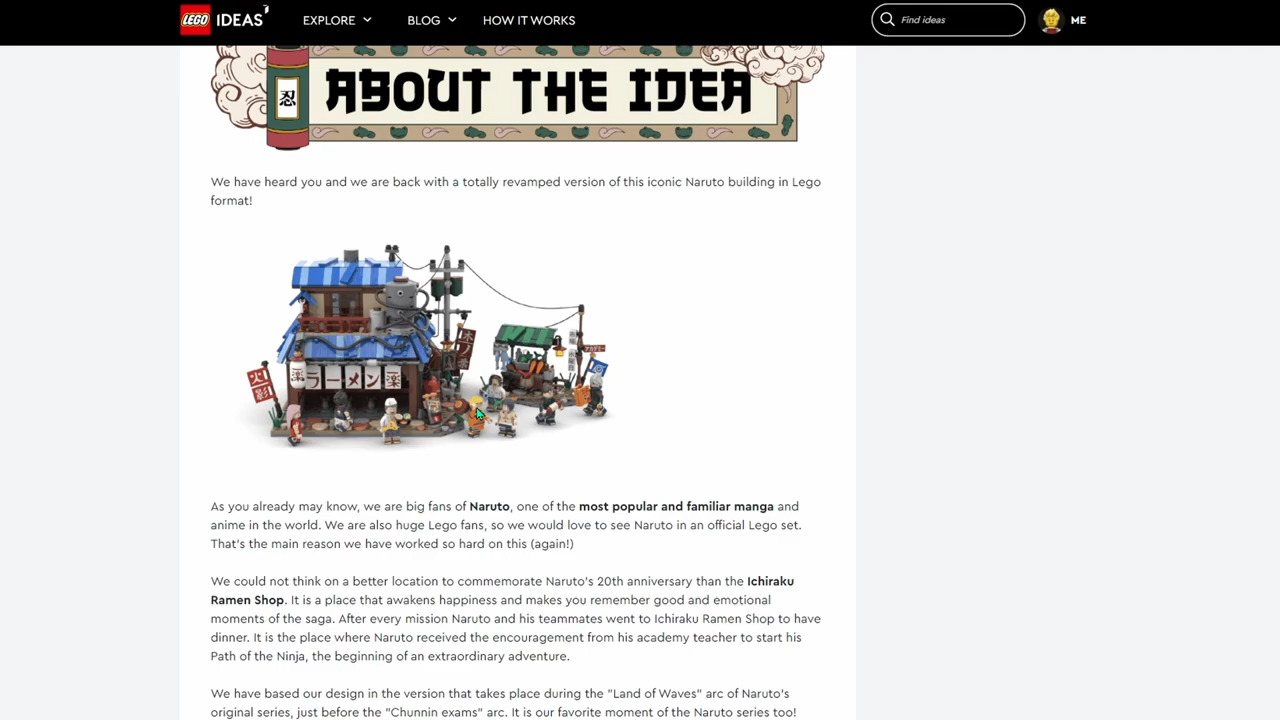 LEGO IDEAS EXPLORE BLOG HOW IT WORKS Find ideas ME
忍 ABOUT THE IDEA
We have heard you and we are back with a totally revamped version of this iconic Naruto building in Lego
format!
火影
楽ラーメン楽
As you already may know, we are big fans of Naruto, one of the most popular and familiar manga and
anime in the world. We are also huge Lego fans, so we would love to see Naruto in an official Lego set.
That's the main reason we have worked so hard on this (again!)
We could not think on a better location to commemorate Naruto's 20th anniversary than the Ichiraku
Ramen Shop. It is a place that awakens happiness and makes you remember good and emotional
moments of the saga. After every mission Naruto and his teammates went to Ichiraku Ramen Shop to have
dinner. It is the place where Naruto received the encouragement from his academy teacher to start his
Path of the Ninja, the beginning of an extraordinary adventure.
We have based our design in the version that takes place during the "Land of Waves" arc of Naruto's
original series, just before the "Chunnin exams" arc. It is our favorite moment of the Naruto series too!